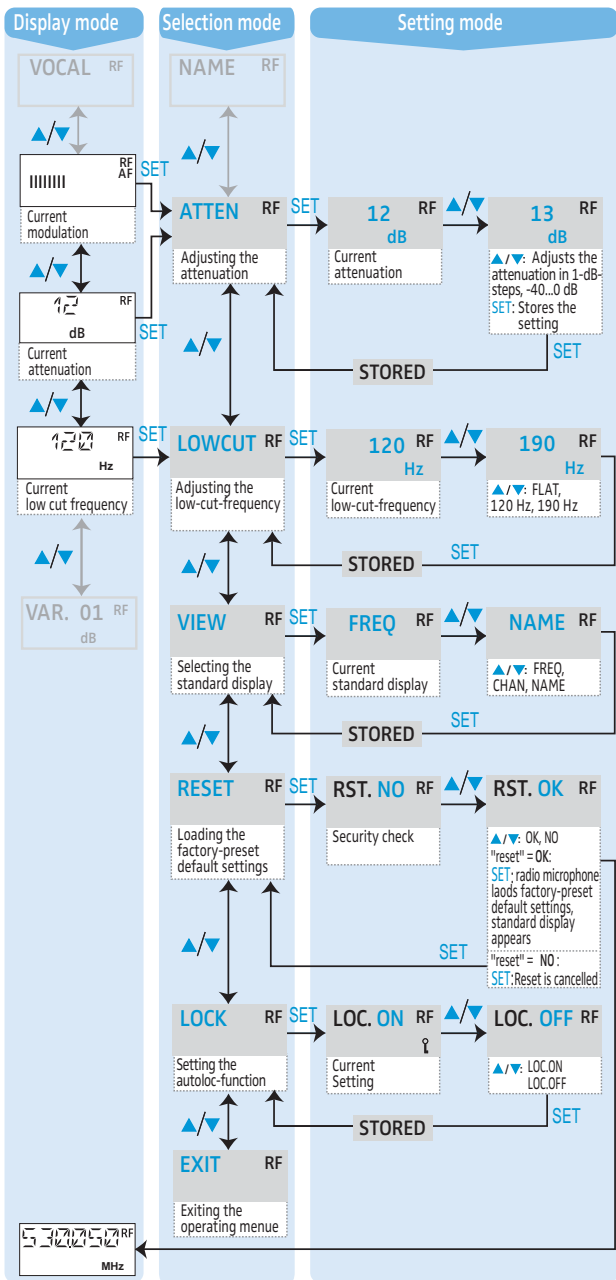 Display mode
Selection mode
Setting mode
VOCAL RF
NAME RF
▲/▼
▲/▼
RF
AF
SET
Current
modulation
ATTEN RF
SET
Adjusting the
attenuation
12 RF
dB
Current
attenuation
▲/▼
13 RF
dB
▲/▼: Adjusts the
attenuation in 1-dB-
steps, -40...0 dB
SET: Stores the
setting
SET
STORED
▲/▼
12 RF
dB
SET
Current
attenuation
▲/▼
▲/▼
120 RF
Hz
SET
Current
low cut frequency
LOWCUT RF
SET
Adjusting the
low-cut-frequency
120 RF
Hz
Current
low-cut-frequency
▲/▼
190 RF
Hz
▲/▼: FLAT,
120 Hz, 190 Hz
SET
STORED
▲/▼
VAR. 01 RF
dB
▲/▼
VIEW RF
SET
Selecting the
standard display
FREQ RF
Current
standard display
▲/▼
NAME RF
▲/▼: FREQ,
CHAN, NAME
SET
STORED
▲/▼
RESET RF
SET
Loading the
factory-preset
default settings
RST. NO RF
Security check
▲/▼
RST. OK RF
▲/▼: OK, NO
"reset" = OK:
SET: radio microphone
laods factory-preset
default settings,
standard display
appears
"reset" = NO:
SET:Reset is cancelled
SET
▲/▼
LOCK RF
SET
Setting the
autoloc-function
LOC. ON RF
Current
Setting
▲/▼
LOC. OFF RF
▲/▼: LOC.ON
LOC.OFF
SET
STORED
▲/▼
EXIT RF
Exiting the
operating menue
530.050 RF
MHz